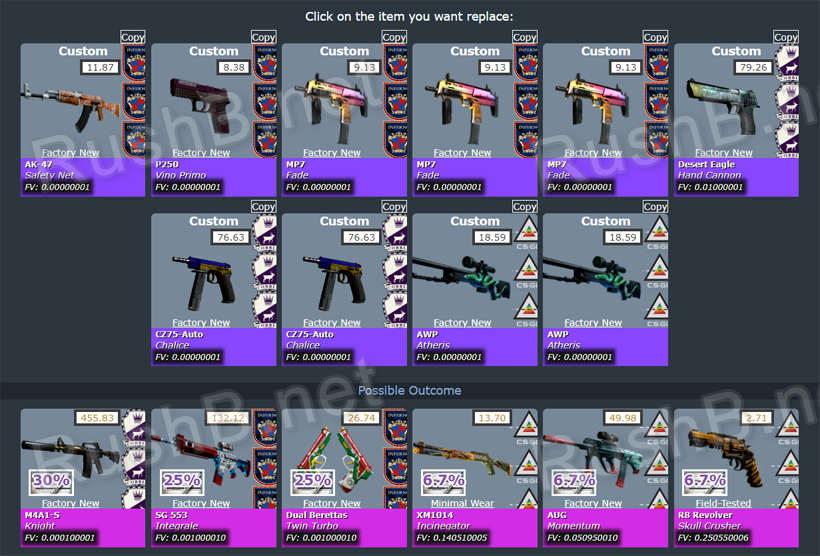 Click on the item you want replace:
Copy Copy Copy Copy Copy Copy
Custom Custom Custom Custom Custom Custom
11.87 8.38 9.13 9.13 9.13 79.26
Factory New Factory New Factory New Factory New Factory New Factory New
AK-47 P250 MP7 MP7 MP7 Desert Eagle
Safety Net Vino Primo Fade Fade Fade Hand Cannon
FV: 0.00000001 FV: 0.00000001 FV: 0.00000001 FV: 0.00000001 FV: 0.00000001 FV: 0.01000001
Copy Copy Copy Copy
Custom Custom Custom Custom
76.63 76.63 18.59 18.59
Factory New Factory New Factory New Factory New
CZ75-Auto CZ75-Auto AWP AWP
Chalice Chalice Atheris Atheris
FV: 0.00000001 FV: 0.00000001 FV: 0.00000001 FV: 0.00000001
Possible Outcome
455.83 132.12 26.74 13.70 49.98 2.71
30% 25% 25% 6.7% 6.7% 6.7%
Factory New Factory New Factory New Minimal Wear Factory New Field-Tested
M4A1-S SG 553 Dual Berettas XM1014 AUG R8 Revolver
Knight Integrale Twin Turbo Incinegator Momentum Skull Crusher
FV: 0.000100001 FV: 0.001000010 FV: 0.001000010 FV: 0.140510005 FV: 0.050950010 FV: 0.250550006
RushB.net